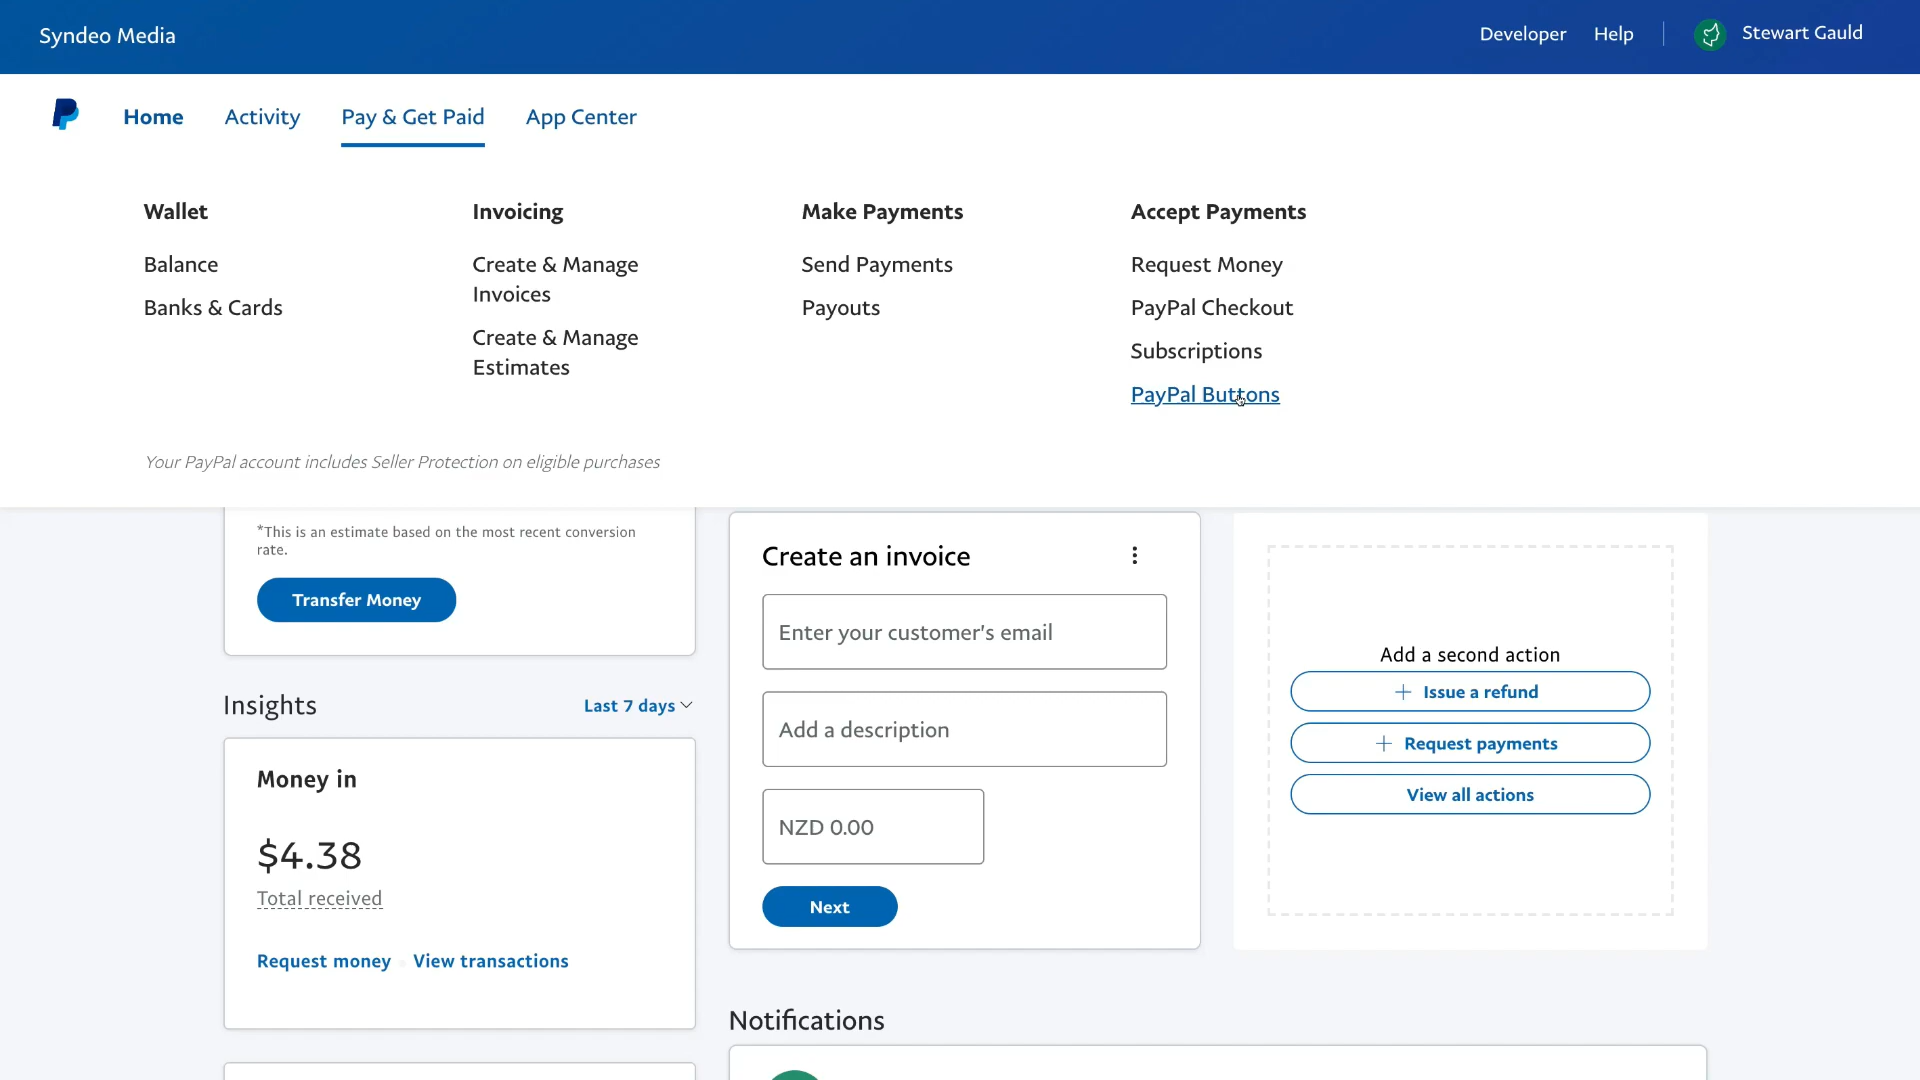 Syndeo Media
Developer
Help
Stewart Gauld
Home
Activity
Pay & Get Paid
App Center
Wallet
Balance
Banks & Cards
Invoicing
Create & Manage
Invoices
Create & Manage
Estimates
Make Payments
Send Payments
Payouts
Accept Payments
Request Money
PayPal Checkout
Subscriptions
PayPal Buttons
Your PayPal account includes Seller Protection on eligible purchases
*This is an estimate based on the most recent conversion
rate.
Transfer Money
Insights
Last 7 days
Money in
$4.38
Total received
Request money
View transactions
Create an invoice
Enter your customer's email
Add a description
NZD 0.00
Next
Add a second action
Issue a refund
Request payments
View all actions
Notifications